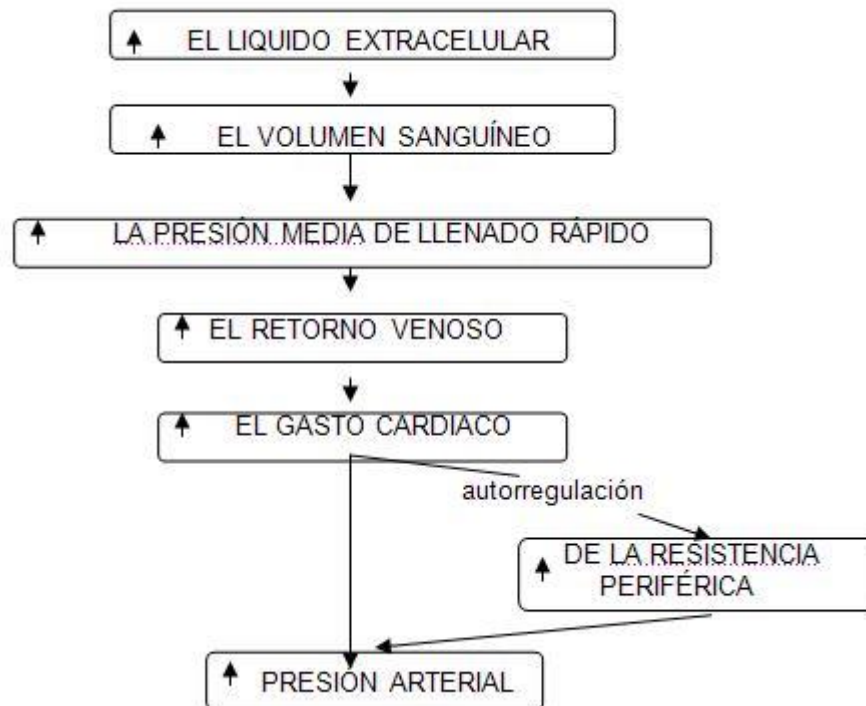 EL LIQUIDO EXTRACELULAR
EL VOLUMEN SANGUÍNEO
LA PRESIÓN MEDIA DE LLENADO RÁPIDO
EL RETORNO VENOSO
EL GASTO CARDIACO
autorregulación
DE LA RESISTENCIA
PERIFÉRICA
PRESIÓN ARTERIAL